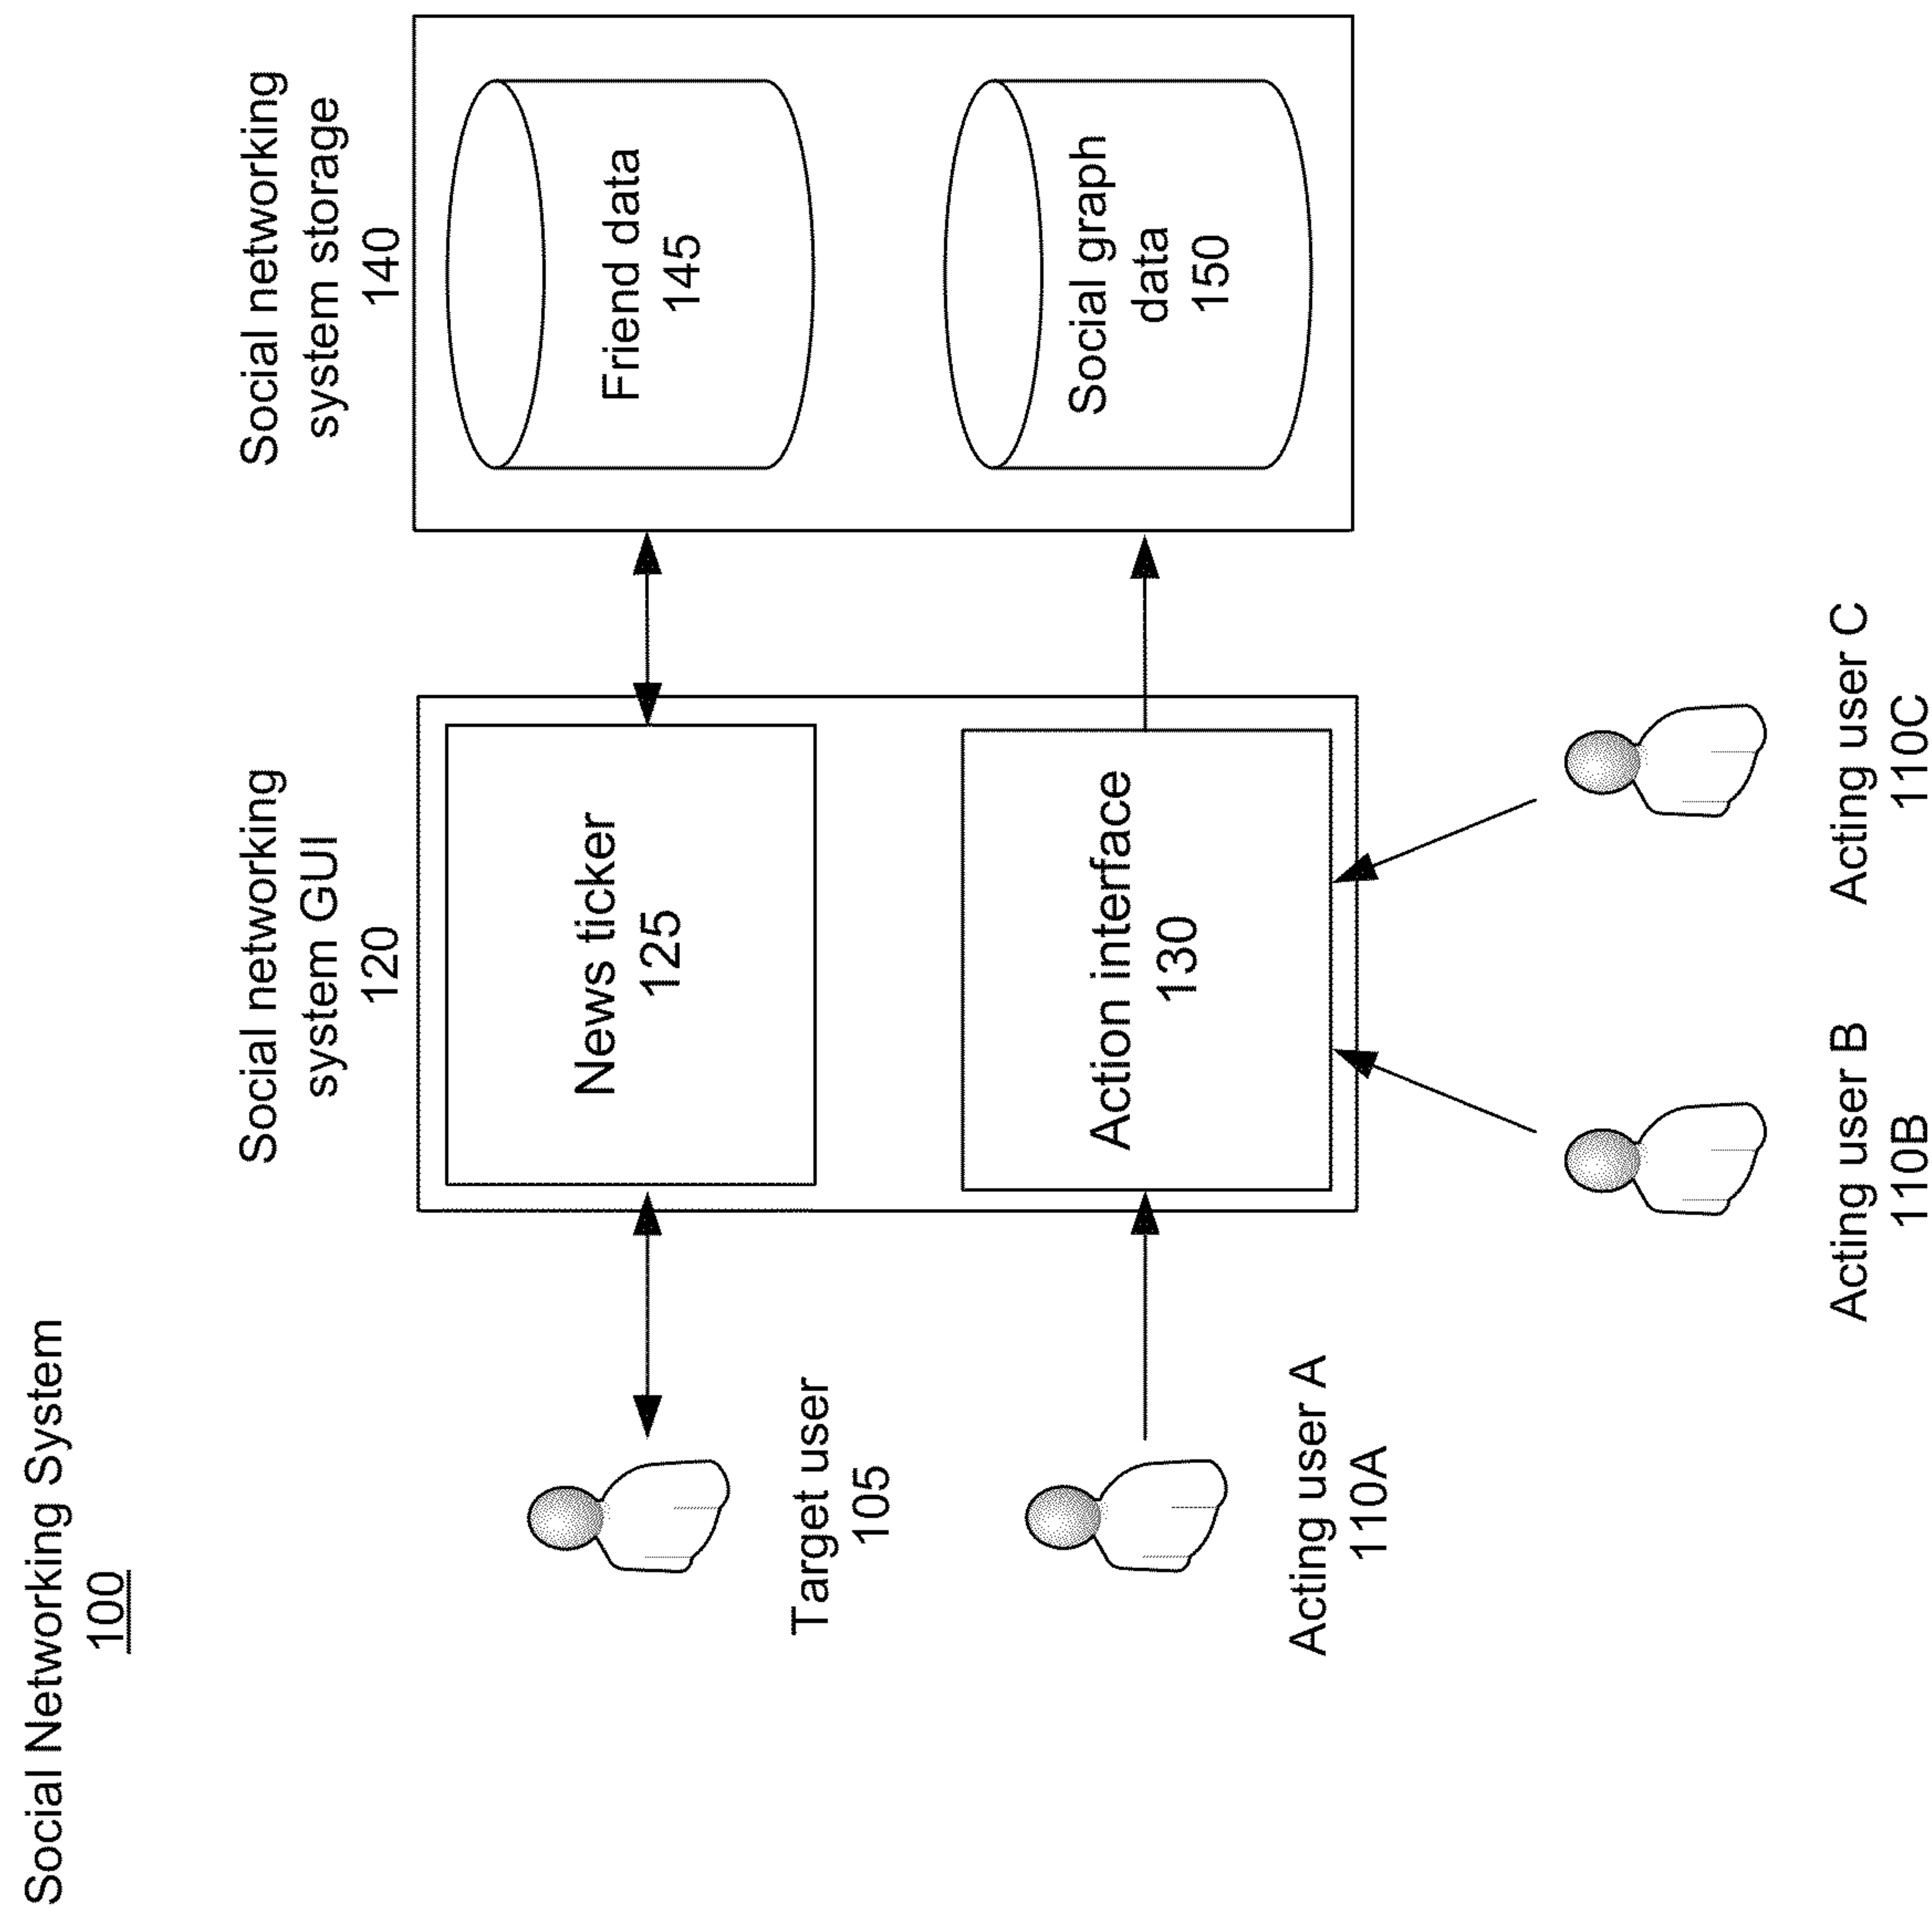 Social Networking System
100
Social networking
system GUI
120
Social networking
system storage
140
Target user
105
News ticker
125
Friend data
145
Acting user A
110A
Action interface
130
Social graph
data
150
Acting user B
110B
Acting user C
110C